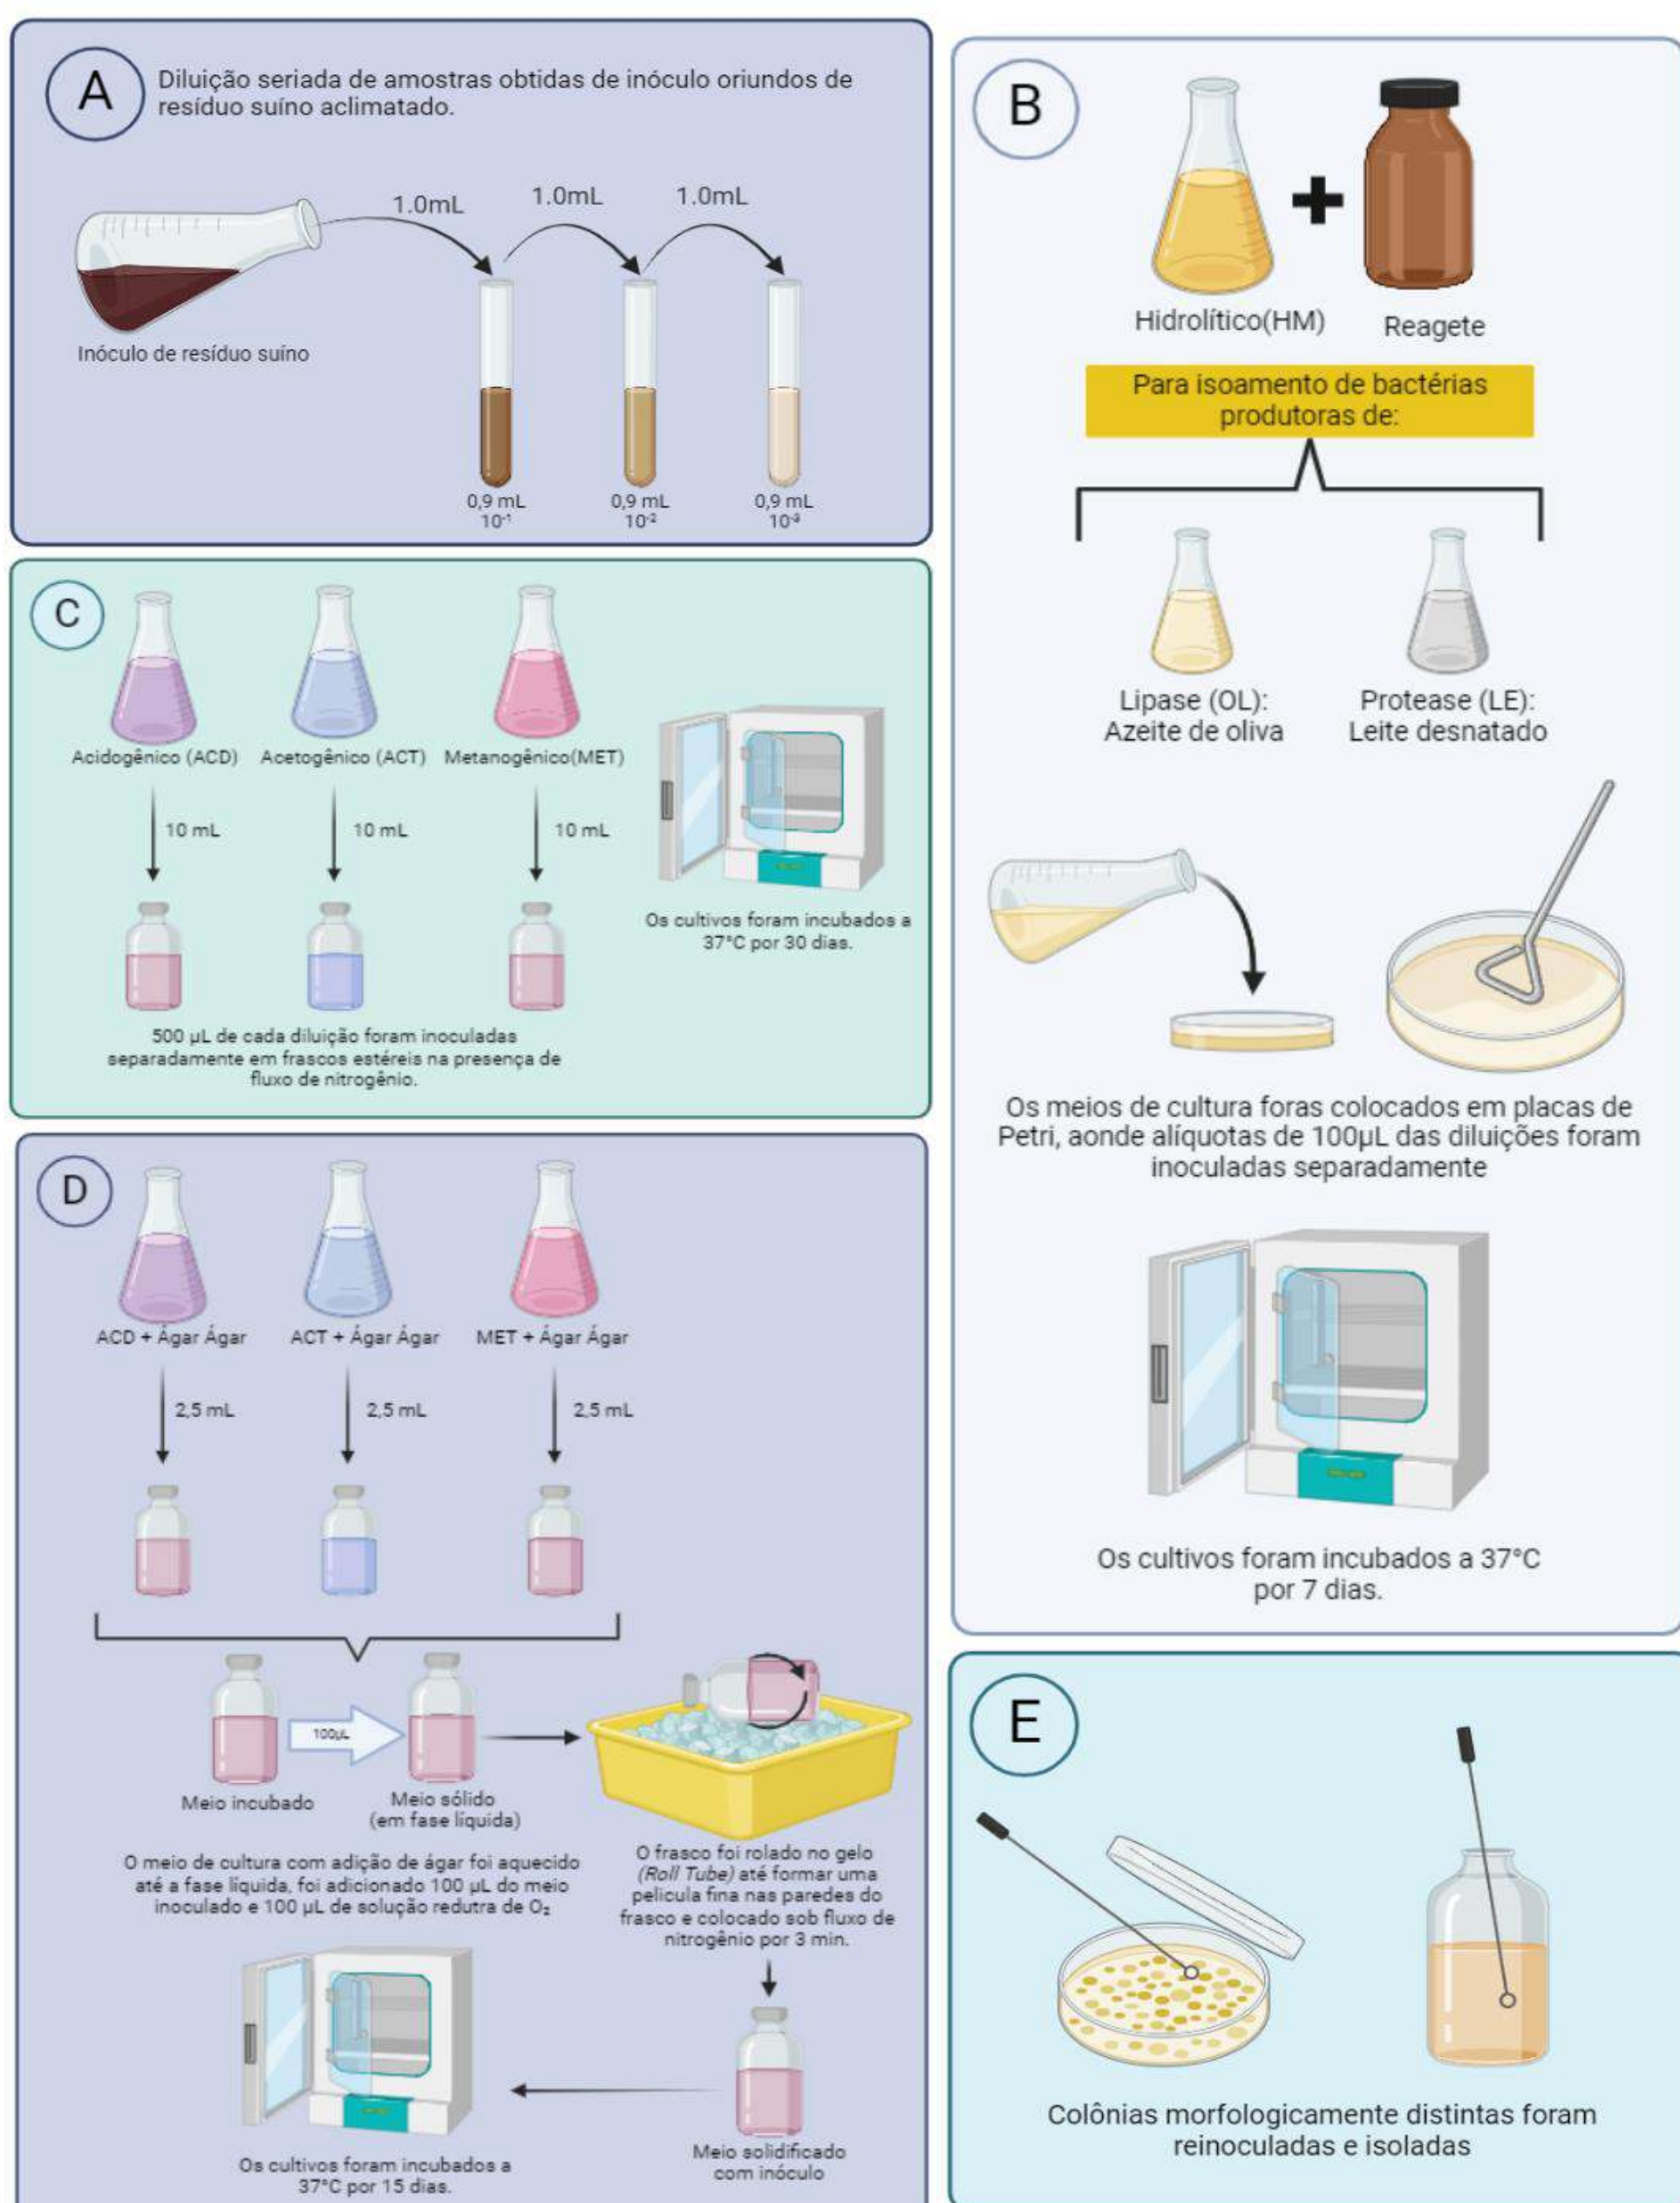 A
Diluição seriada de amostras obtidas de inóculo oriundos de
resíduo suíno aclimatado.
1.0mL
1.0mL
1.0mL
Inóculo de resíduo suíno
0,9 mL
10⁻¹
0,9 mL
10⁻²
0,9 mL
10⁻³
B
Hidrolítico(HM)
Reagete
Para isoamento de bactérias
produtoras de:
Lipase (OL):
Azeite de oliva
Protease (LE):
Leite desnatado
Os meios de cultura foras colocados em placas de
Petri, aonde alíquotas de 100µL das diluições foram
inoculadas separadamente
Os cultivos foram incubados a 37°C
por 7 dias.
C
Acidogênico (ACD)
Acetogênico (ACT)
Metanogênico(MET)
10 mL
10 mL
10 mL
Os cultivos foram incubados a
37°C por 30 dias.
500 µL de cada diluição foram inoculadas
separadamente em frascos estéreis na presença de
fluxo de nitrogênio.
D
ACD + Ágar Ágar
ACT + Ágar Ágar
MET + Ágar Ágar
2,5 mL
2,5 mL
2,5 mL
100µL
Meio incubado
Meio sólido
(em fase líquida)
O meio de cultura com adição de ágar foi aquecido
até a fase líquida, foi adicionado 100 µL do meio
inoculado e 100 µL de solução redutra de O₂
O frasco foi rolado no gelo
(Roll Tube) até formar uma
pelicula fina nas paredes do
frasco e colocado sob fluxo de
nitrogênio por 3 min.
Meio solidificado
com inóculo
Os cultivos foram incubados a
37°C por 15 dias.
E
Colônias morfologicamente distintas foram
reinoculadas e isoladas